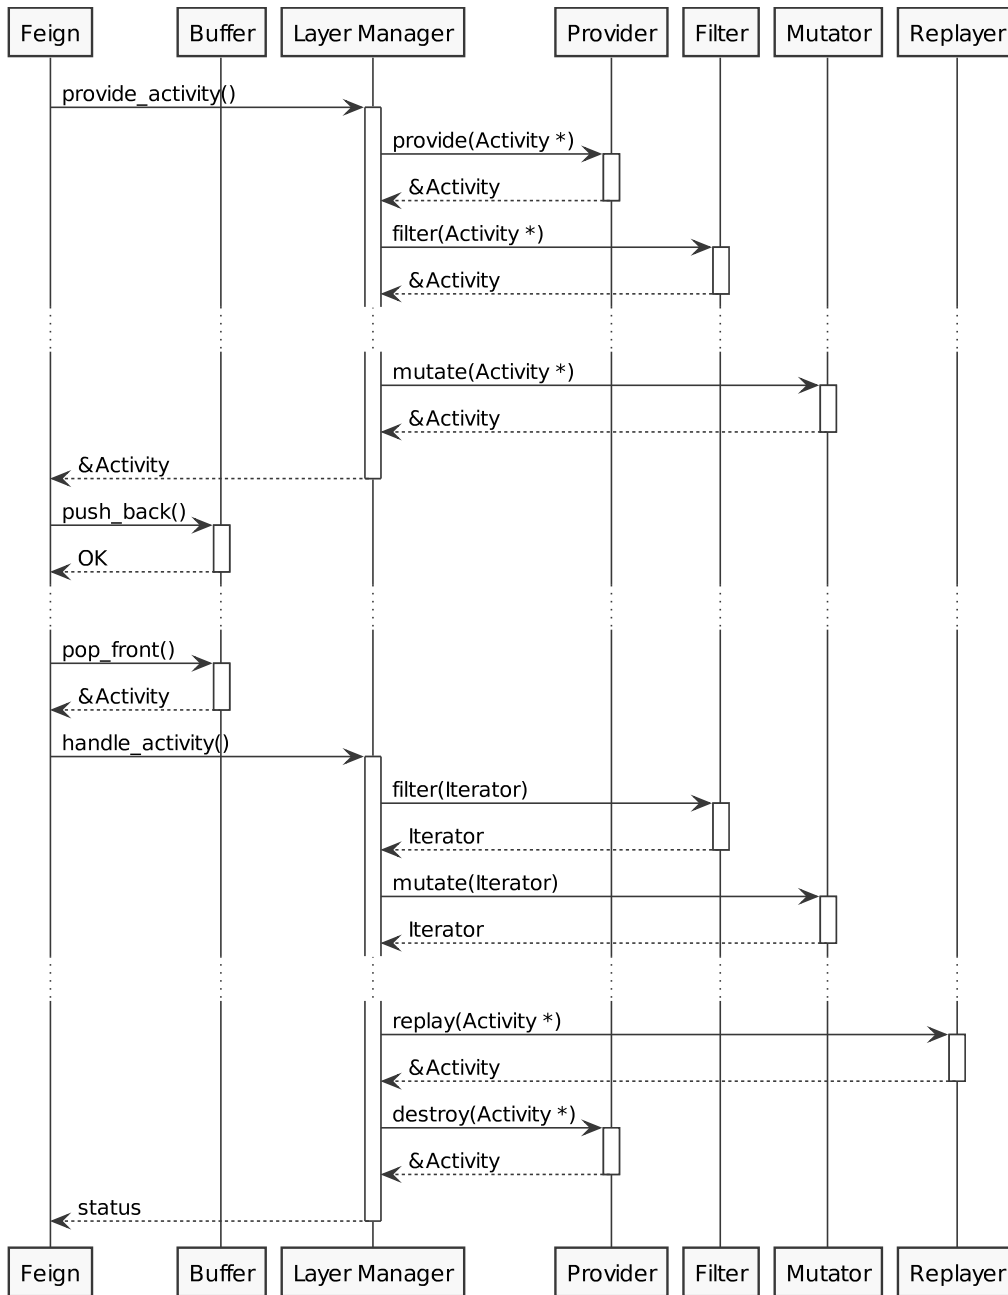 Feign Buffer Layer Manager Provider Filter Mutator Replayer
provide_activity()
provide(Activity *)
&Activity
filter(Activity *)
&Activity
mutate(Activity *)
&Activity
&Activity
push_back()
OK
pop_front()
&Activity
handle_activity()
filter(Iterator)
Iterator
mutate(Iterator)
Iterator
replay(Activity *)
&Activity
destroy(Activity *)
&Activity
status
Feign Buffer Layer Manager Provider Filter Mutator Replayer